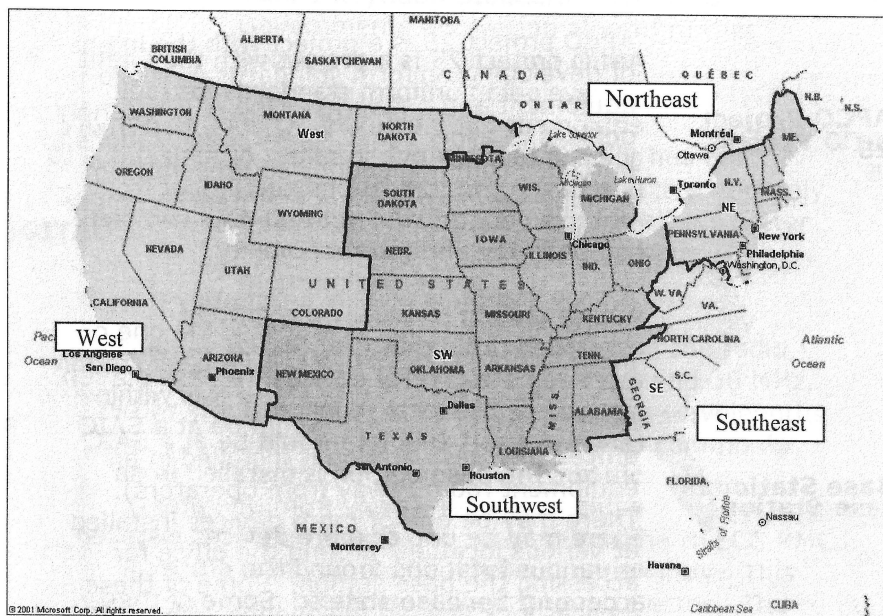 MANITOBA
ALBERTA
BRITISH
COLUMBIA
SASKATCHEWAN
CANADA
QUÉBEC
ONTAR
Northeast
N.B.
N.S.
WASHINGTON
MONTANA
West
NORTH
DAKOTA
MINNESOTA
Lake Superior
Montréal
Ottawa
ME.
OREGON
IDAHO
SOUTH
DAKOTA
WIS.
Michigan
Lake Huron
MICHIGAN
Toronto
N.Y.
MASS.
NE
WYOMING
IOWA
Chicago
PENNSYLVANIA
New York
Philadelphia
NEVADA
NEBR.
ILLINOIS
IND.
OHIO
Washington, D.C.
UTAH
UNITED STATES
W. VA
VA.
CALIFORNIA
COLORADO
KANSAS
MISSOURI
KENTUCKY
Pac
Ocean
West
Los Angeles
San Diego
ARIZONA
Phoenix
NEW MEXICO
SW
OKLAHOMA
ARKANSAS
TENN.
NORTH CAROLINA
Atlantic
Ocean
S.C.
SE
Dallas
MISS.
ALABAMA
GEORGIA
Southeast
TEXAS
LOUISIANA
San Antonio
Houston
Southwest
FLORIDA
MEXICO
Monterrey
Straits of Florida
Nassau
Havana
© 2001 Microsoft Corp. All rights reserved.
Caribbean Sea
CUBA